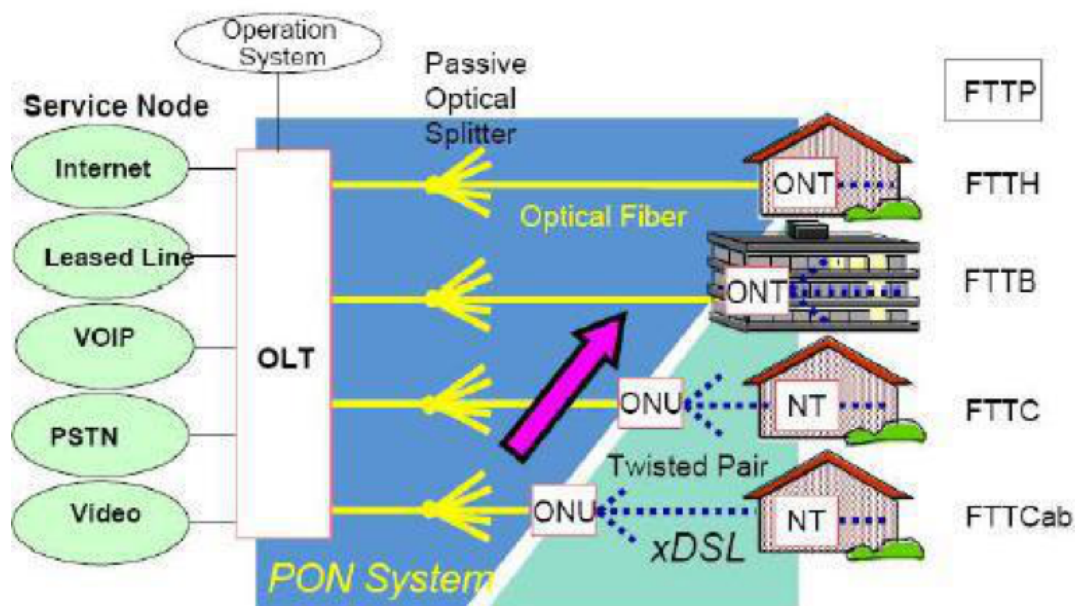 Operation
System
Passive
Optical
Splitter
Service Node
Internet
Leased Line
VOIP
PSTN
Video
OLT
Optical Fiber
ONT
ONT
ONU
NT
Twisted Pair
ONU
NT
xDSL
PON System
FTTP
FTTH
FTTB
FTTC
FTTCab